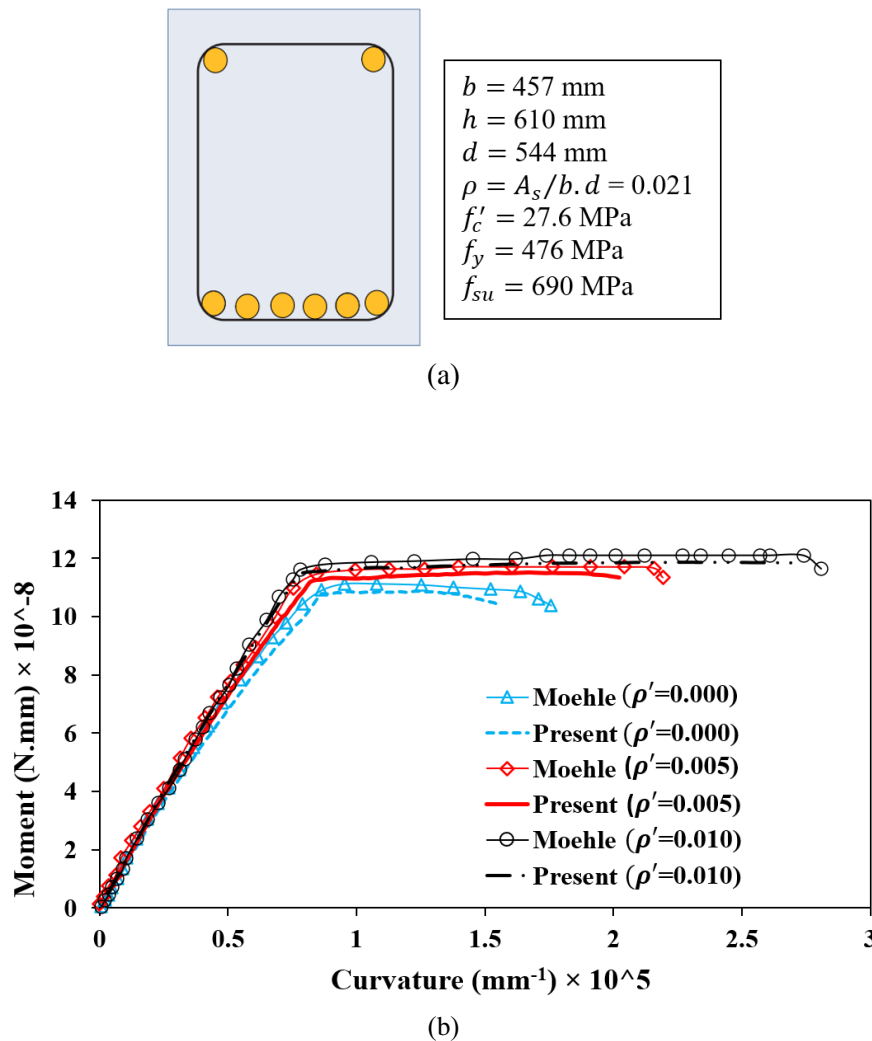 b = 457 mm
h = 610 mm
d = 544 mm
ρ = A_s/b.d = 0.021
f_c′ = 27.6 MPa
f_y = 476 MPa
f_su = 690 MPa
(a)
14
12
10
8
6
4
2
0
Moment (N.mm) × 10^-8
Moehle (ρ′=0.000)
Present (ρ′=0.000)
Moehle (ρ′=0.005)
Present (ρ′=0.005)
Moehle (ρ′=0.010)
Present (ρ′=0.010)
0 0.5 1 1.5 2 2.5 3
Curvature (mm⁻¹) × 10^5
(b)